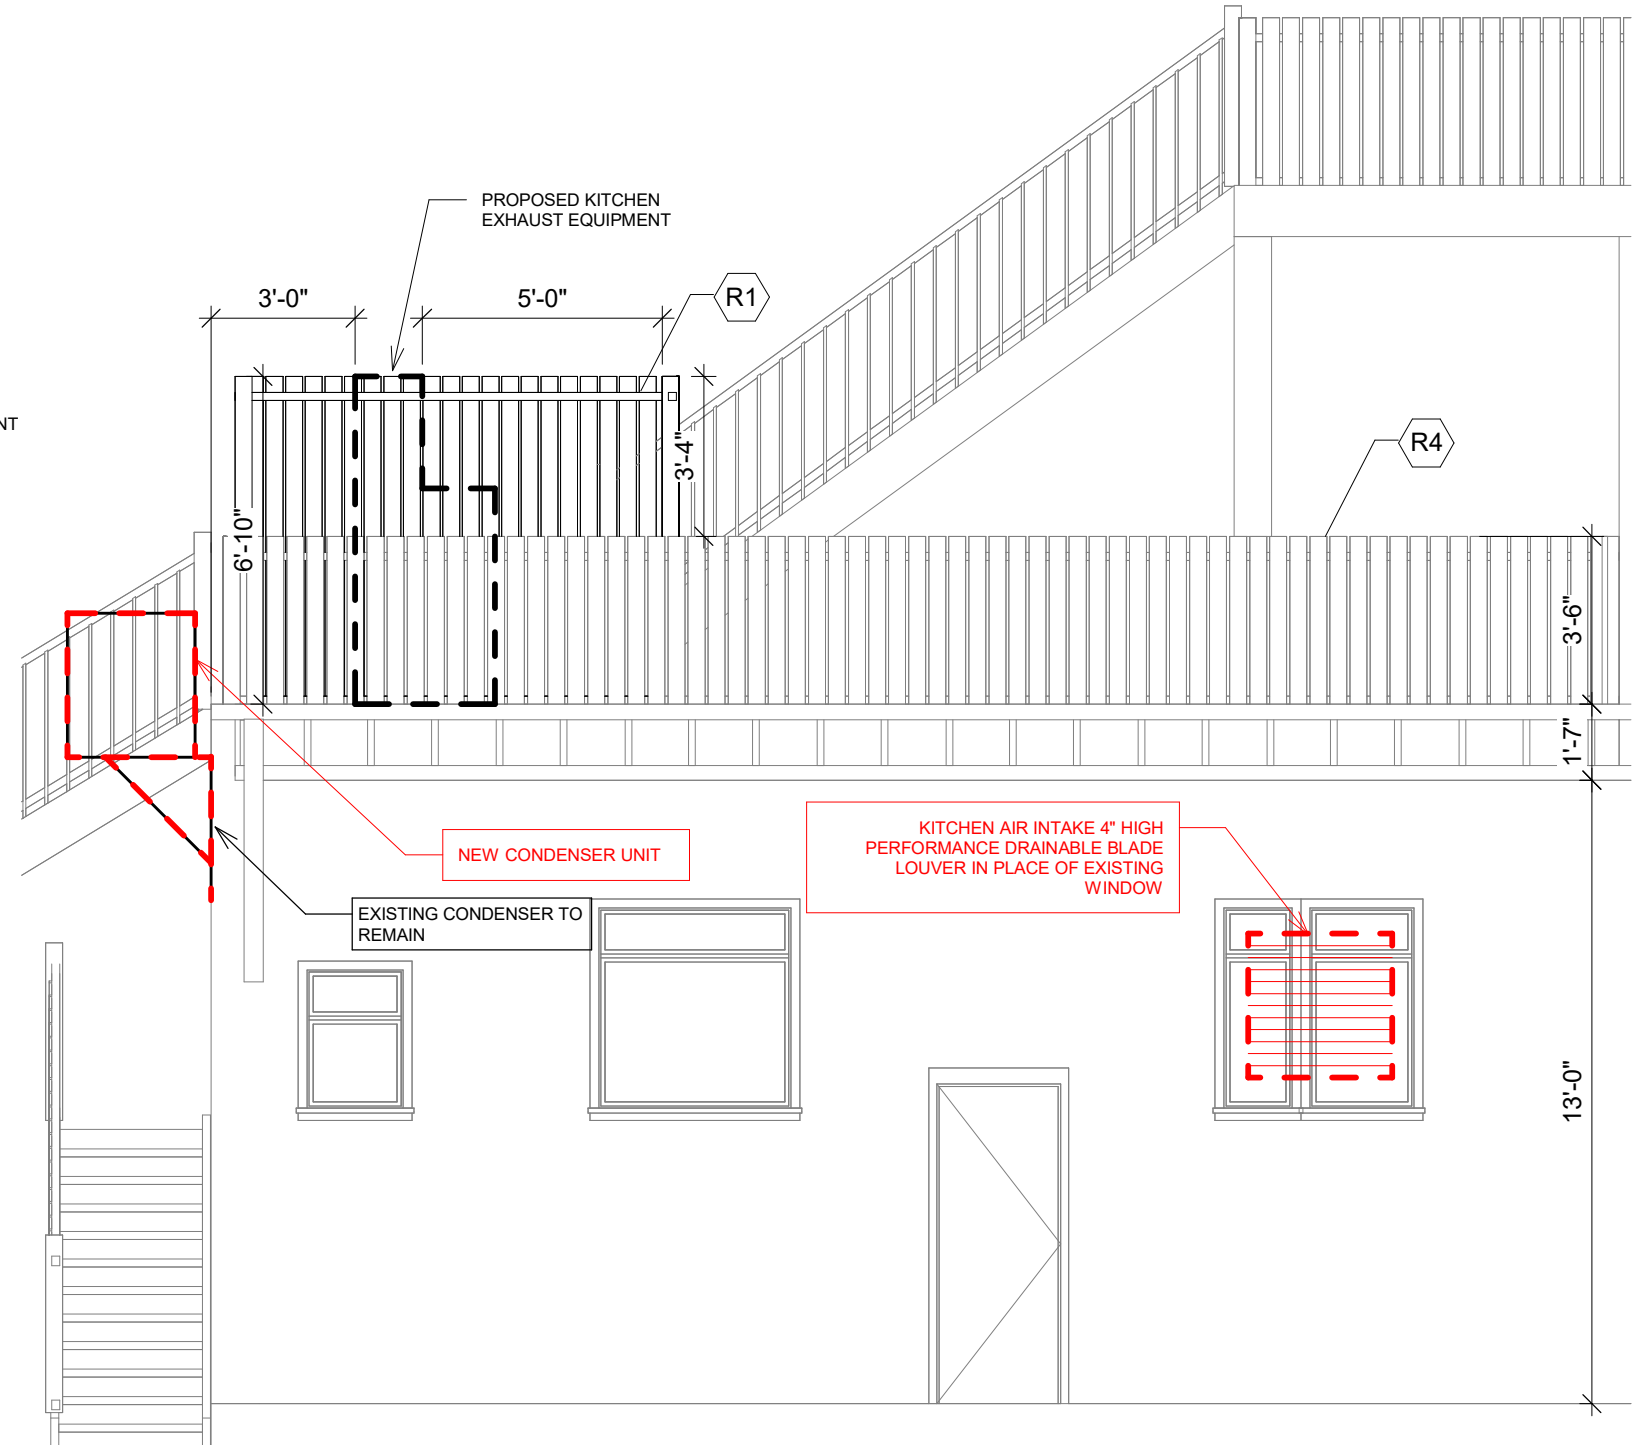 PROPOSED KITCHEN
EXHAUST EQUIPMENT
3'-0"
5'-0"
R1
NT
3'-4"
R4
6'-10"
3'-6"
1'-7"
KITCHEN AIR INTAKE 4" HIGH
PERFORMANCE DRAINABLE BLADE
LOUVER IN PLACE OF EXISTING
WINDOW
NEW CONDENSER UNIT
EXISTING CONDENSER TO
REMAIN
13'-0"